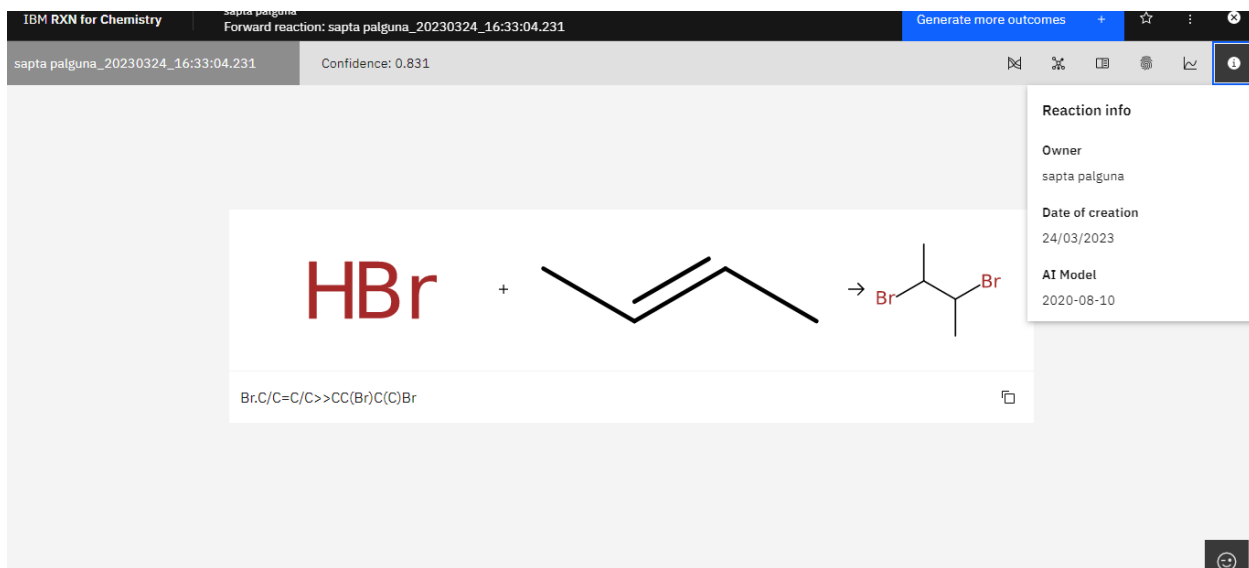 IBM RXN for Chemistry
sapta palguna
Forward reaction: sapta palguna_20230324_16:33:04.231
Generate more outcomes +
sapta palguna_20230324_16:33:04.231
Confidence: 0.831
Reaction info
Owner
sapta palguna
Date of creation
24/03/2023
AI Model
2020-08-10
HBr + → Br Br
Br.C/C=C/C>>CC(Br)C(C)Br